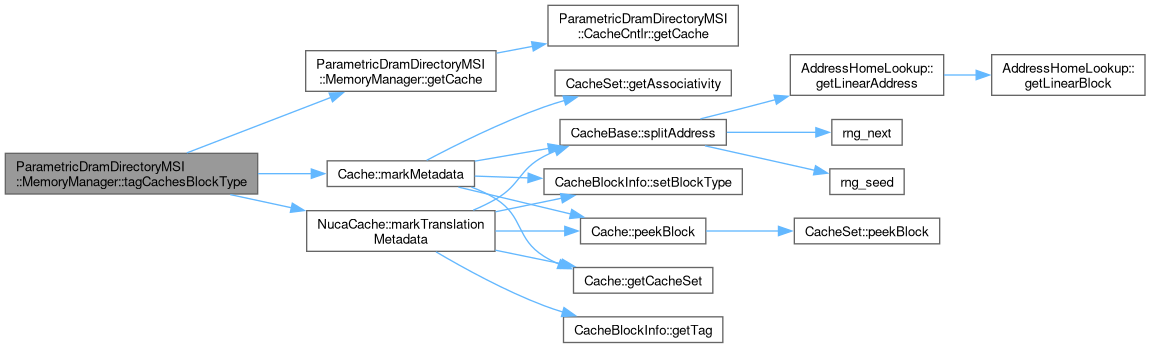 ParametricDramDirectoryMSI
::MemoryManager::tagCachesBlockType
ParametricDramDirectoryMSI
::MemoryManager::getCache
ParametricDramDirectoryMSI
::CacheCntlr::getCache
Cache::markMetadata
NucaCache::markTranslation
Metadata
CacheSet::getAssociativity
CacheBase::splitAddress
CacheBlockInfo::setBlockType
Cache::peekBlock
Cache::getCacheSet
CacheBlockInfo::getTag
AddressHomeLookup::
getLinearAddress
rng_next
rng_seed
CacheSet::peekBlock
AddressHomeLookup::
getLinearBlock